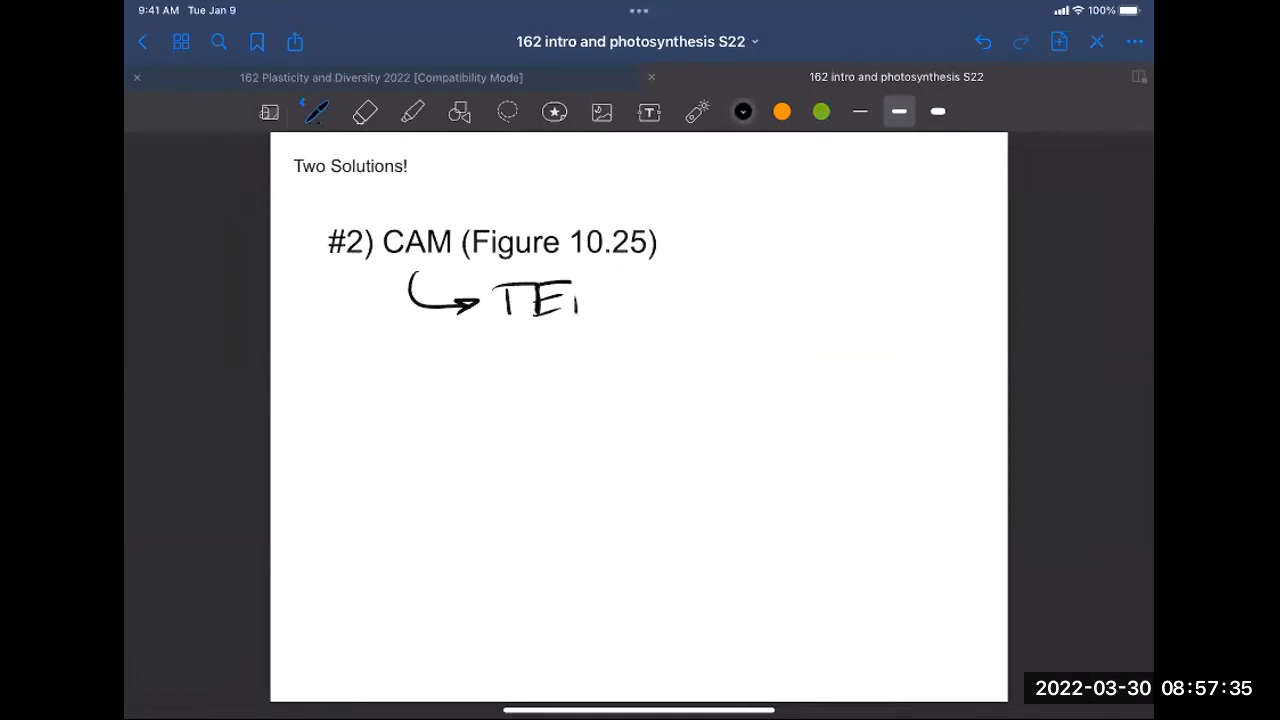 9:41 AM Tue Jan 9
100%
162 intro and photosynthesis S22
162 Plasticity and Diversity 2022 [Compatibility Mode]
162 intro and photosynthesis S22
Two Solutions!
#2) CAM (Figure 10.25)
2022-03-30 08:57:35